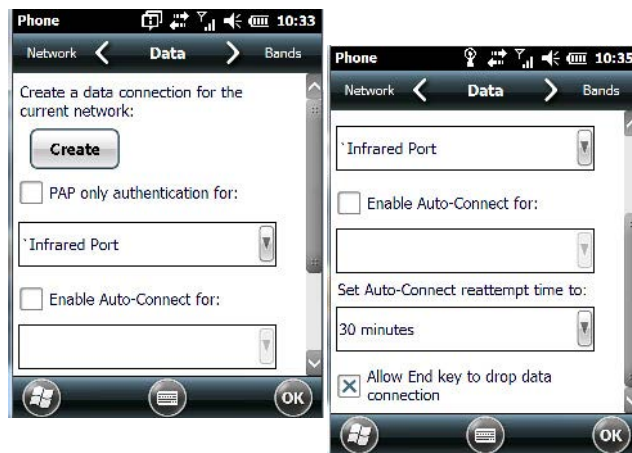 Phone 10:33
Network Data Bands
Create a data connection for the
current network:
Create
PAP only authentication for:
`Infrared Port
Enable Auto-Connect for:
OK
Phone 10:35
Network Data Bands
`Infrared Port
Enable Auto-Connect for:
Set Auto-Connect reattempt time to:
30 minutes
Allow End key to drop data
connection
OK